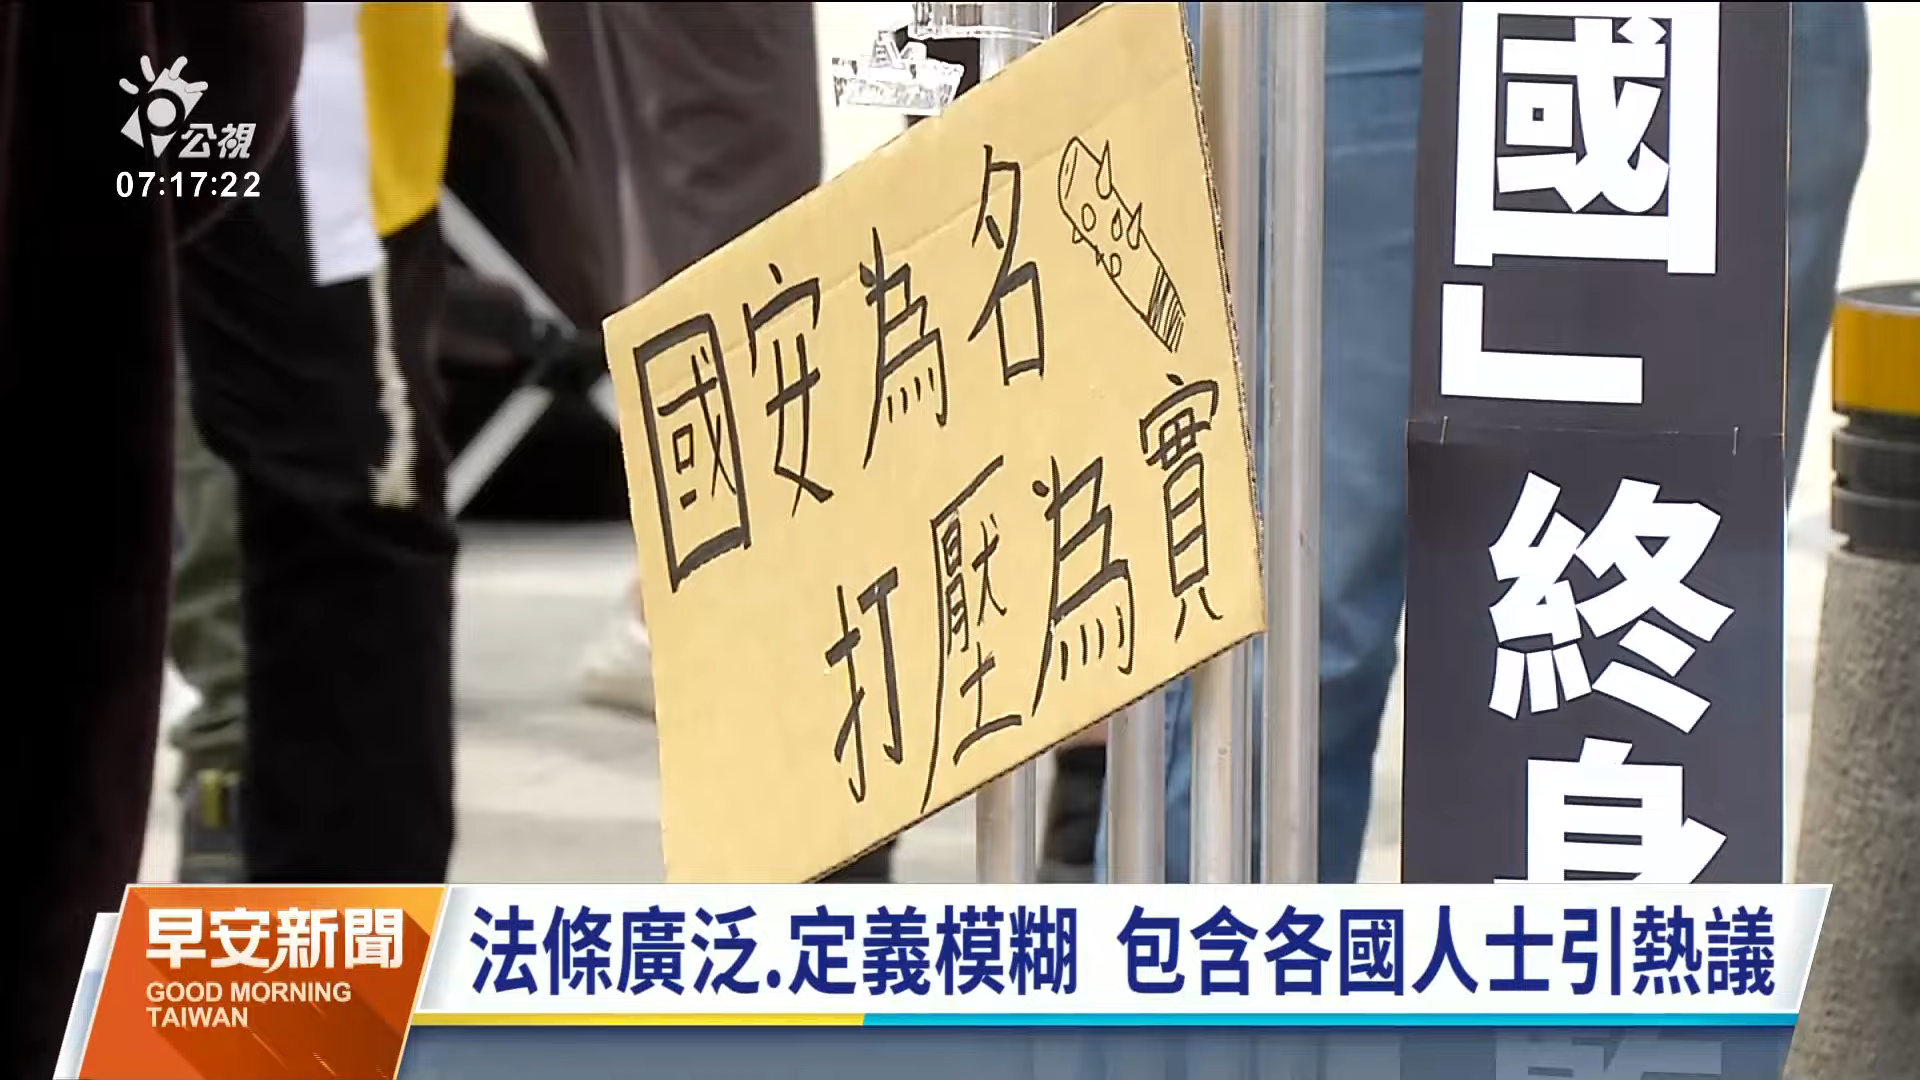 公視
07:17:22
國安為名
打壓為實
國」終身
早安新聞
GOOD MORNING
TAIWAN
法條廣泛.定義模糊 包含各國人士引熱議